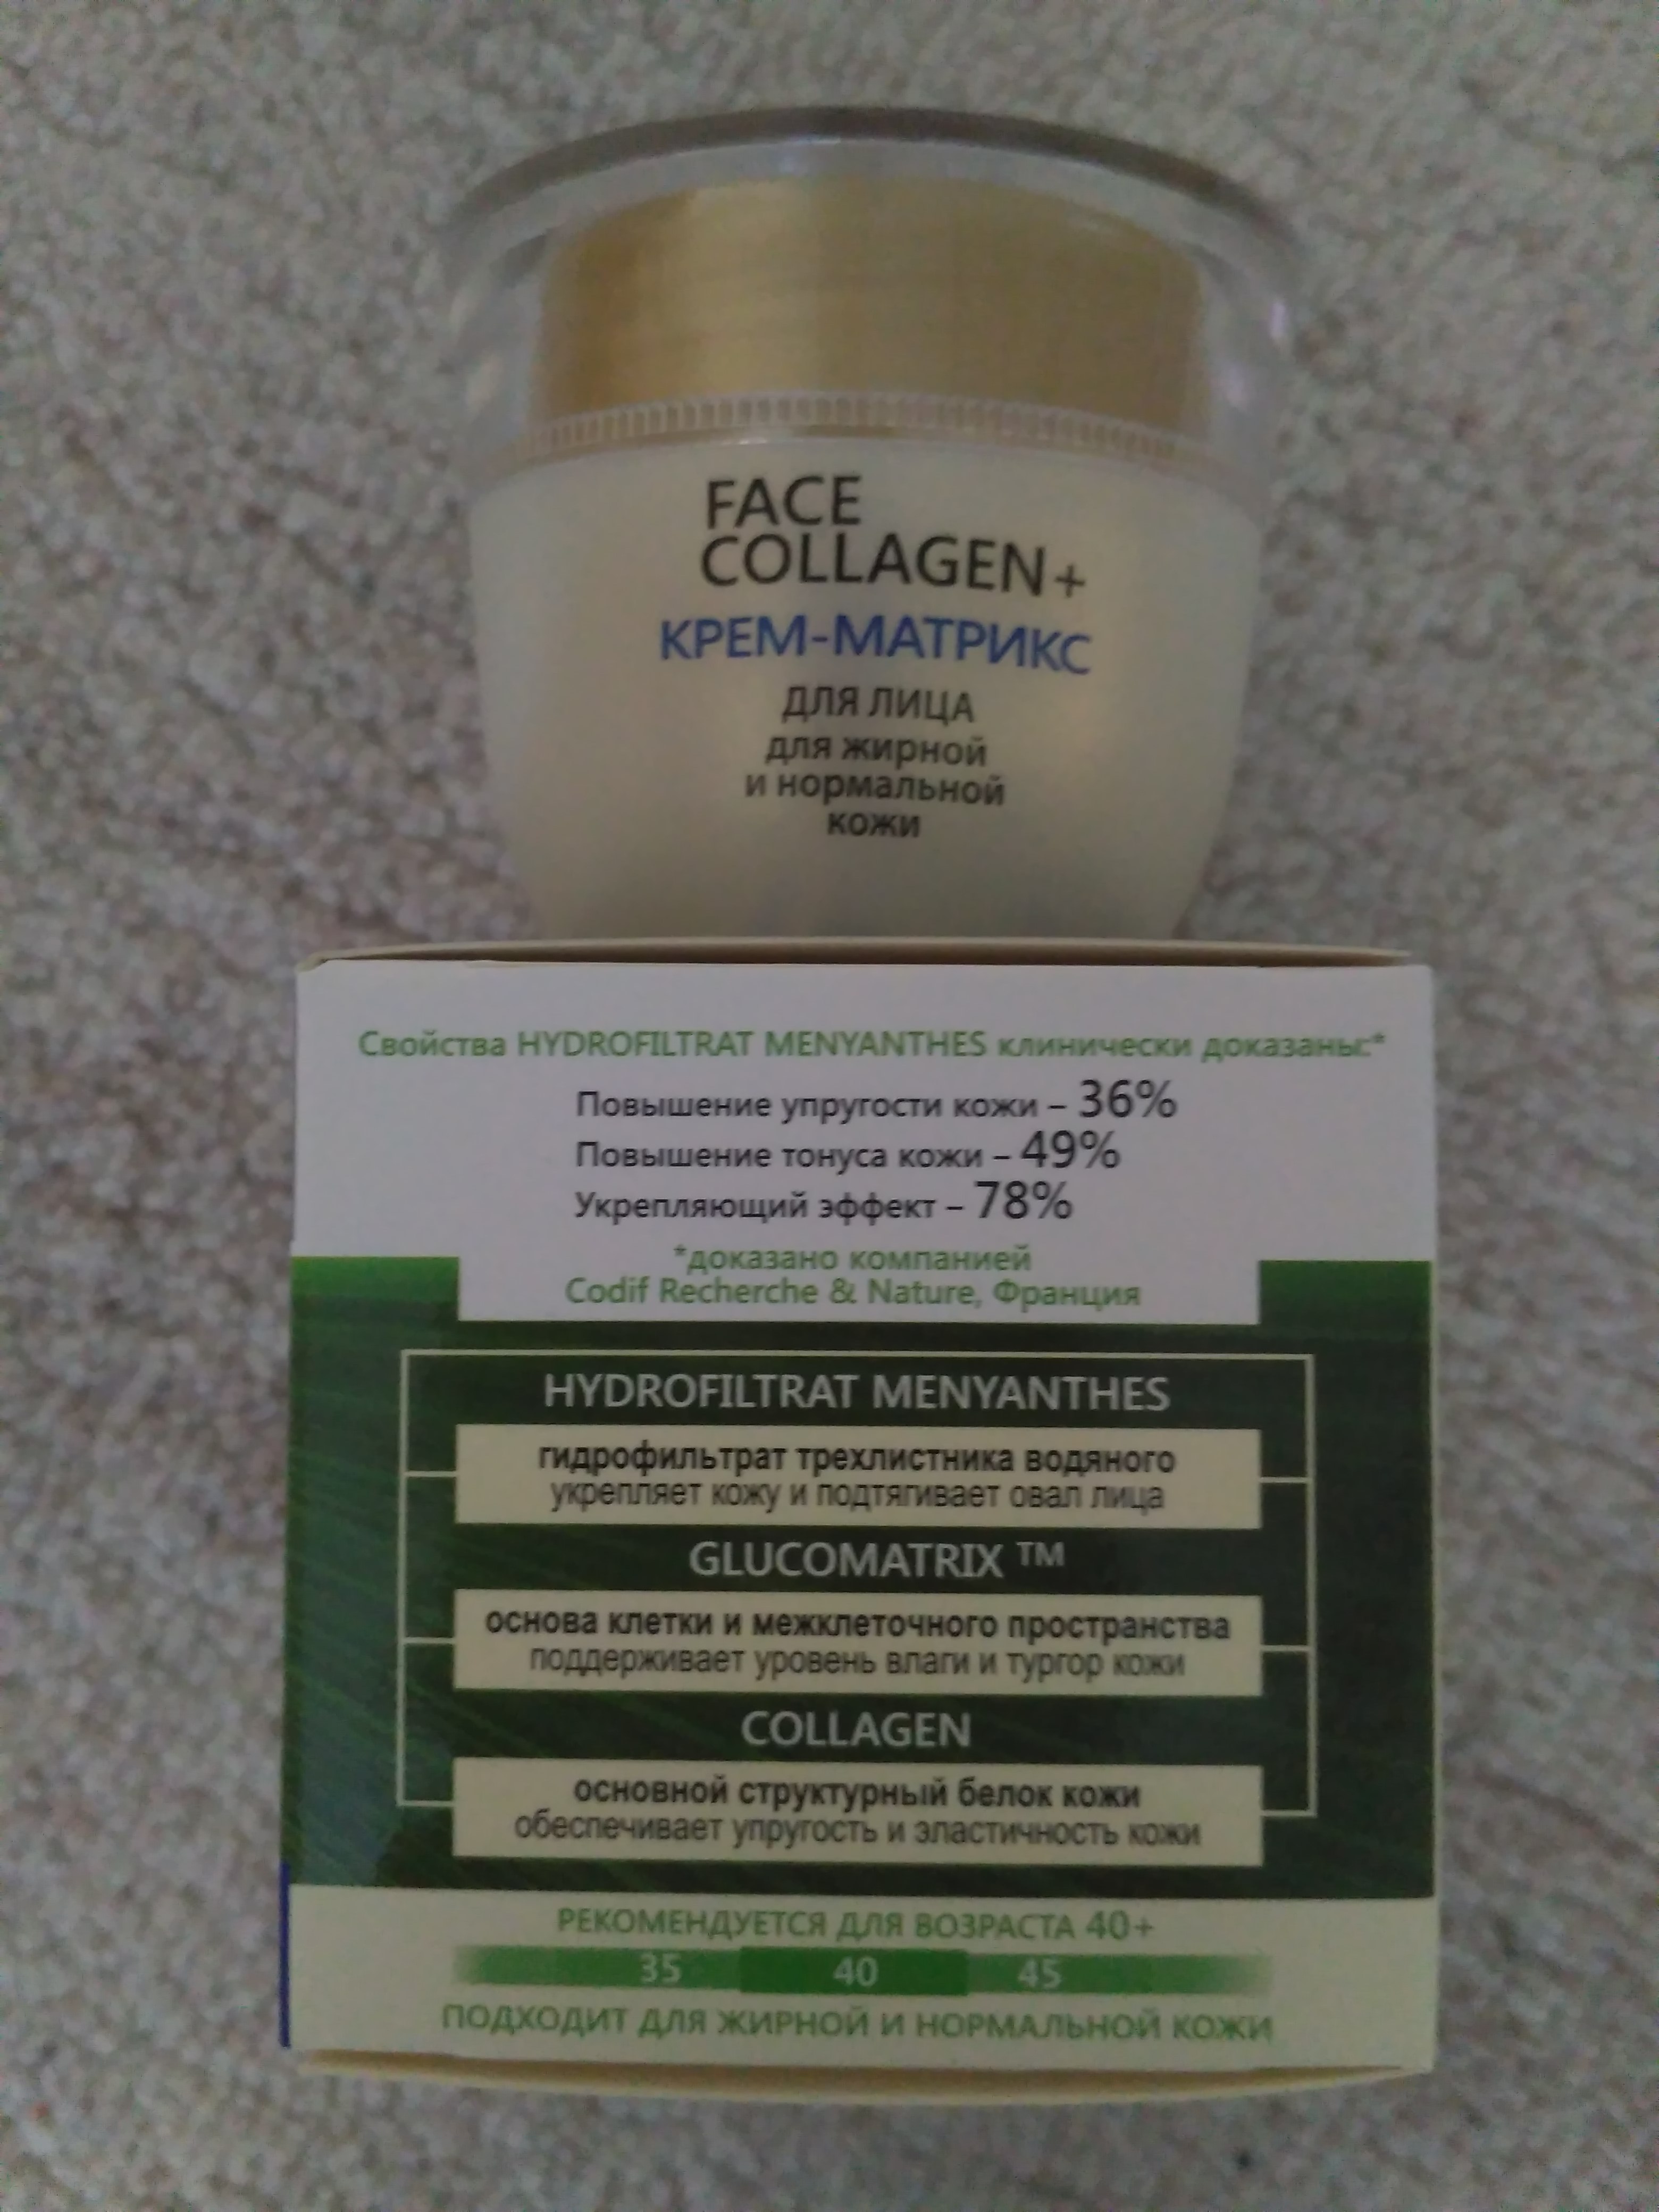 FACE
COLLAGEN+
КРЕМ-МАТРИКС
ДЛЯ ЛИЦА
для жирной
и нормальной
кожи
Свойства HYDROFILTRAT MENYANTHES клинически доказаны:*
Повышение упругости кожи – 36%
Повышение тонуса кожи – 49%
Укрепляющий эффект – 78%
*доказано компанией
Codif Recherche & Nature, Франция
HYDROFILTRAT MENYANTHES
гидрофильтрат трехлистника водяного
укрепляет кожу и подтягивает овал лица
GLUCOMATRIX ™
основа клетки и межклеточного пространства
поддерживает уровень влаги и тургор кожи
COLLAGEN
основной структурный белок кожи
обеспечивает упругость и эластичность кожи
РЕКОМЕНДУЕТСЯ ДЛЯ ВОЗРАСТА 40+
35 40 45
ПОДХОДИТ ДЛЯ ЖИРНОЙ И НОРМАЛЬНОЙ КОЖИ